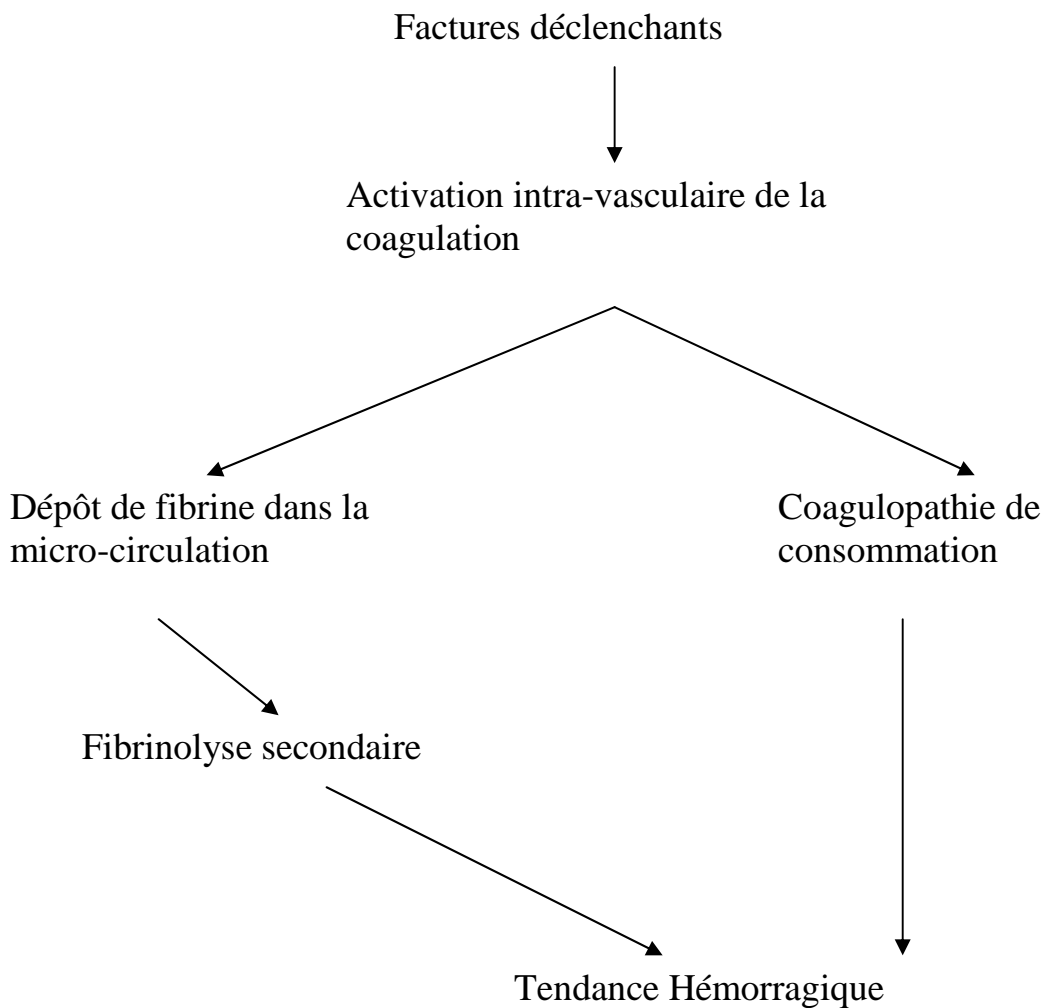 Factures déclenchants
Activation intra-vasculaire de la
coagulation
Dépôt de fibrine dans la
micro-circulation
Coagulopathie de
consommation
Fibrinolyse secondaire
Tendance Hémorragique